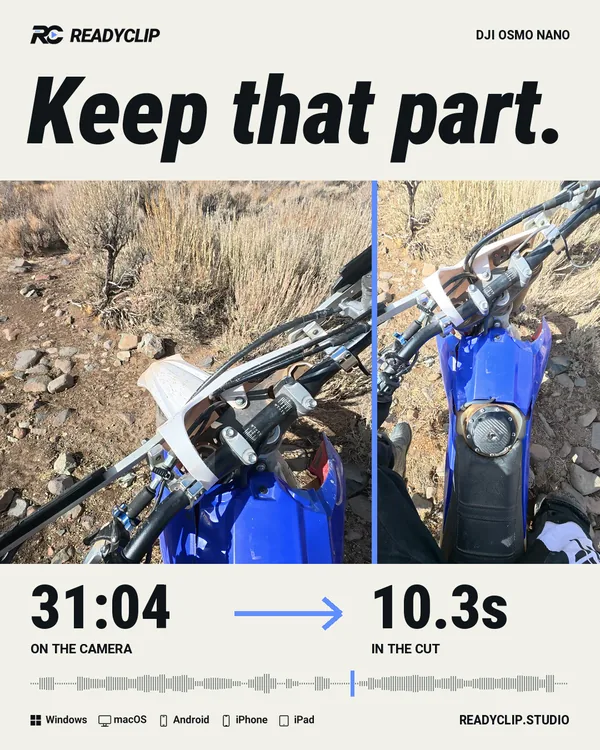 RC READYCLIP
DJI OSMO NANO
Keep that part.
31:04
10.3s
ON THE CAMERA
IN THE CUT
Windows macOS Android iPhone iPad
READYCLIP.STUDIO